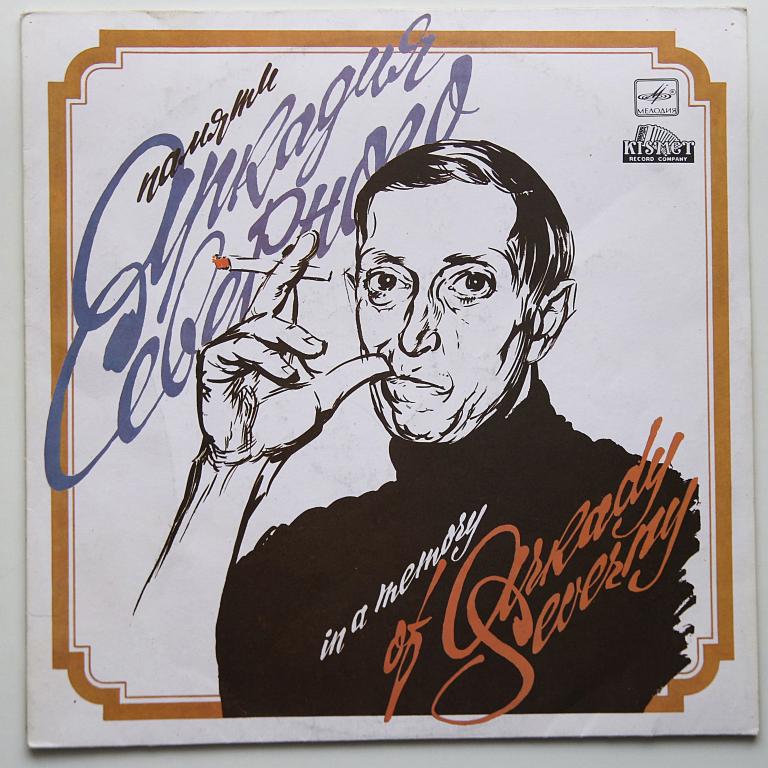 памяти
Аркадия
Северного
МЕЛОДИЯ
KISMET
RECORD COMPANY
in a memory
of Arkady
Severny